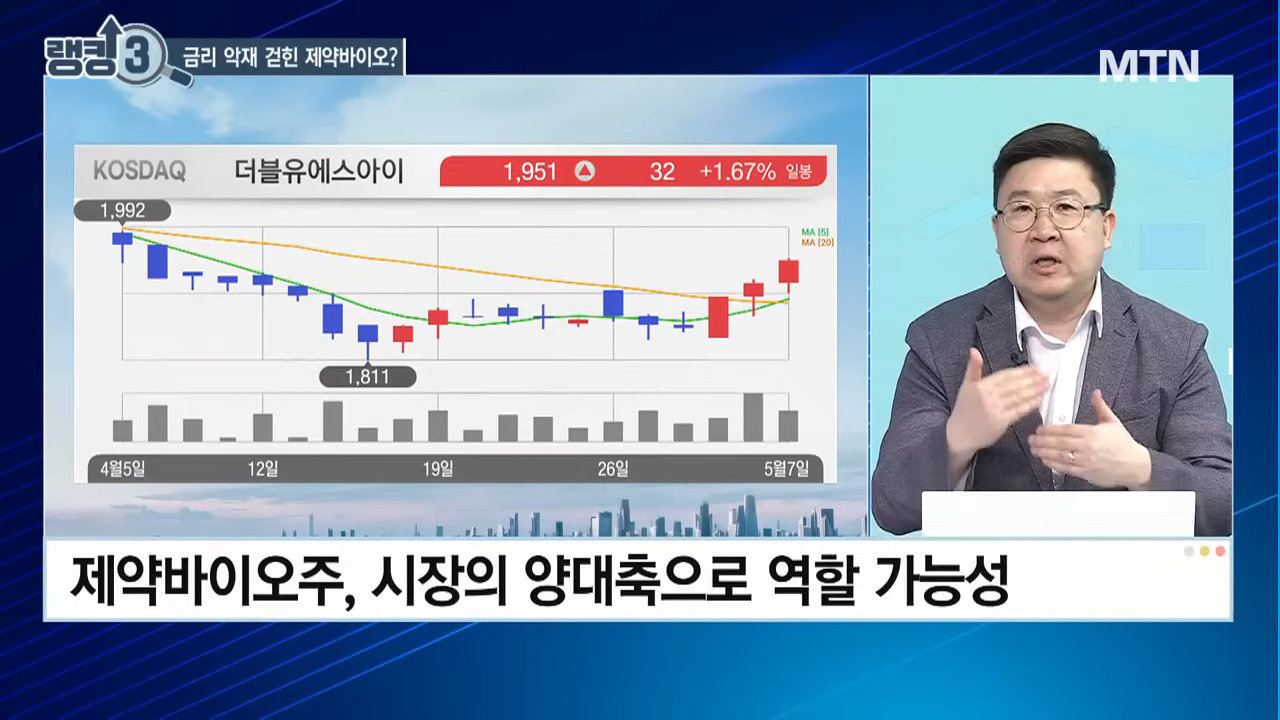 랭킹3
금리 악재 걷힌 제약바이오?
MTN
KOSDAQ 더블유에스아이 1,951 32 +1.67% 일봉
1,992
MA [5]
MA [20]
1,811
4월5일 12일 19일 26일 5월7일
제약바이오주, 시장의 양대축으로 역할 가능성